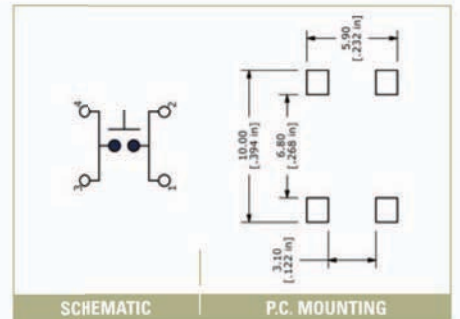 5.90
[.232 in]
4
2
3
1
10.00
[.394 in]
6.80
[.268 in]
3.10
[.122 in]
SCHEMATIC
P.C. MOUNTING